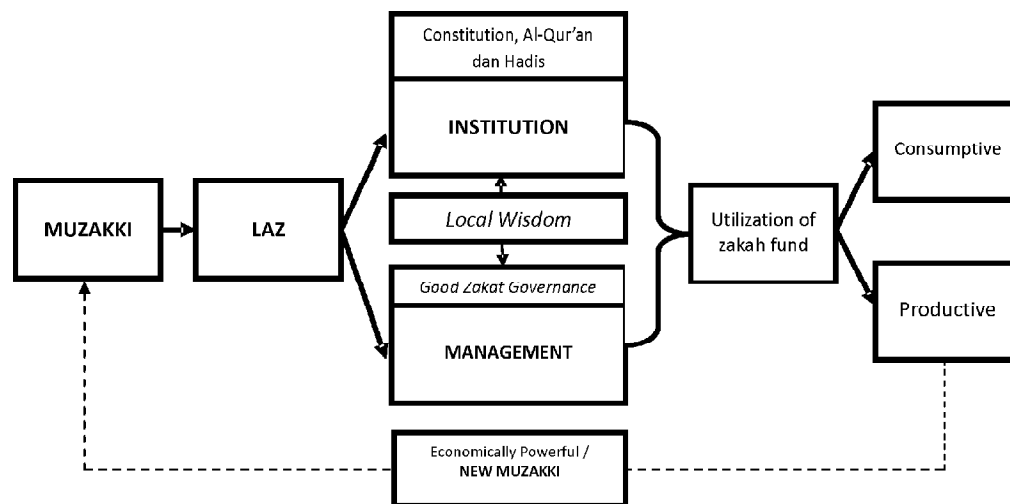 MUZAKKI
LAZ
Constitution, Al-Qur'an
dan Hadis
INSTITUTION
Local Wisdom
Good Zakat Governance
MANAGEMENT
Utilization of
zakah fund
Consumptive
Productive
Economically Powerful /
NEW MUZAKKI